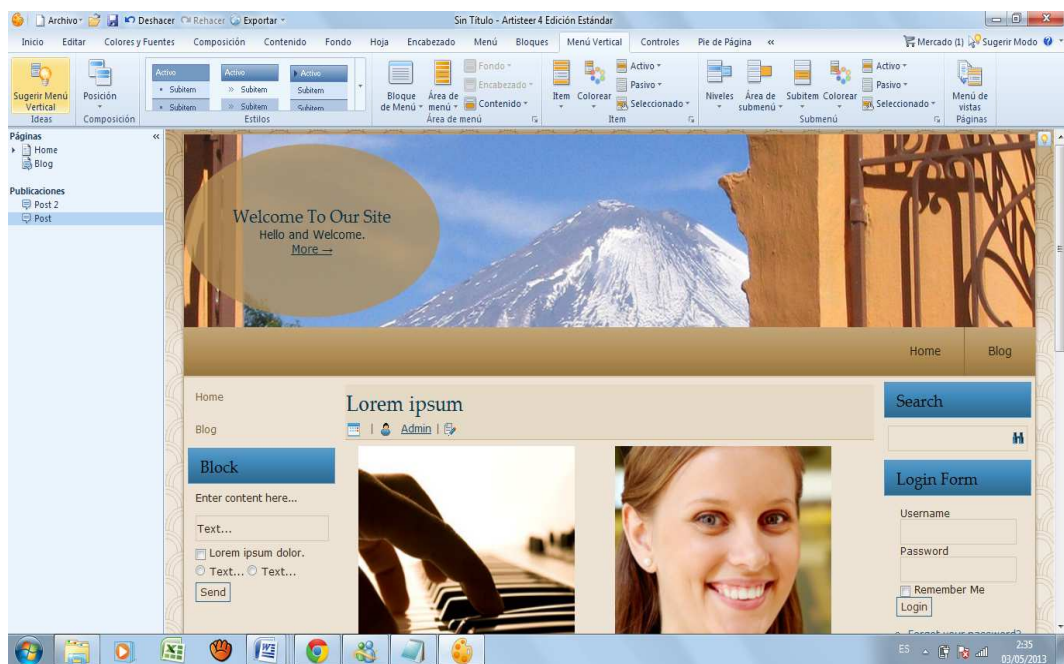 Archivo Deshacer Rehacer Exportar Sin Título - Artisteer 4 Edición Estándar
Inicio Editar Colores y Fuentes Composición Contenido Fondo Hoja Encabezado Menú Bloques Menú Vertical Controles Pie de Página « Mercado (1) Sugerir Modo
Sugerir Menú Vertical
Ideas
Posición
Composición
Activo Activo Activo
Subitem » Subitem Subitem
Subitem » Subitem Subitem
Estilos
Bloque de Menú
Área de menú
Fondo
Encabezado
Contenido
Área de menú
Item
Colorear
Activo
Pasivo
Seleccionado
Item
Niveles
Área de submenú
Subitem
Colorear
Activo
Pasivo
Seleccionado
Submenú
Menú de vistas
Páginas
Páginas «
Home
Blog
Publicaciones
Post 2
Post
Welcome To Our Site
Hello and Welcome.
More →
Home Blog
Home
Blog
Block
Enter content here...
Text...
Lorem ipsum dolor.
Text... Text...
Send
Lorem ipsum
| Admin |
Search
Login Form
Username
Password
Remember Me
Login
Forgot your password?
ES 2:35
03/05/2013